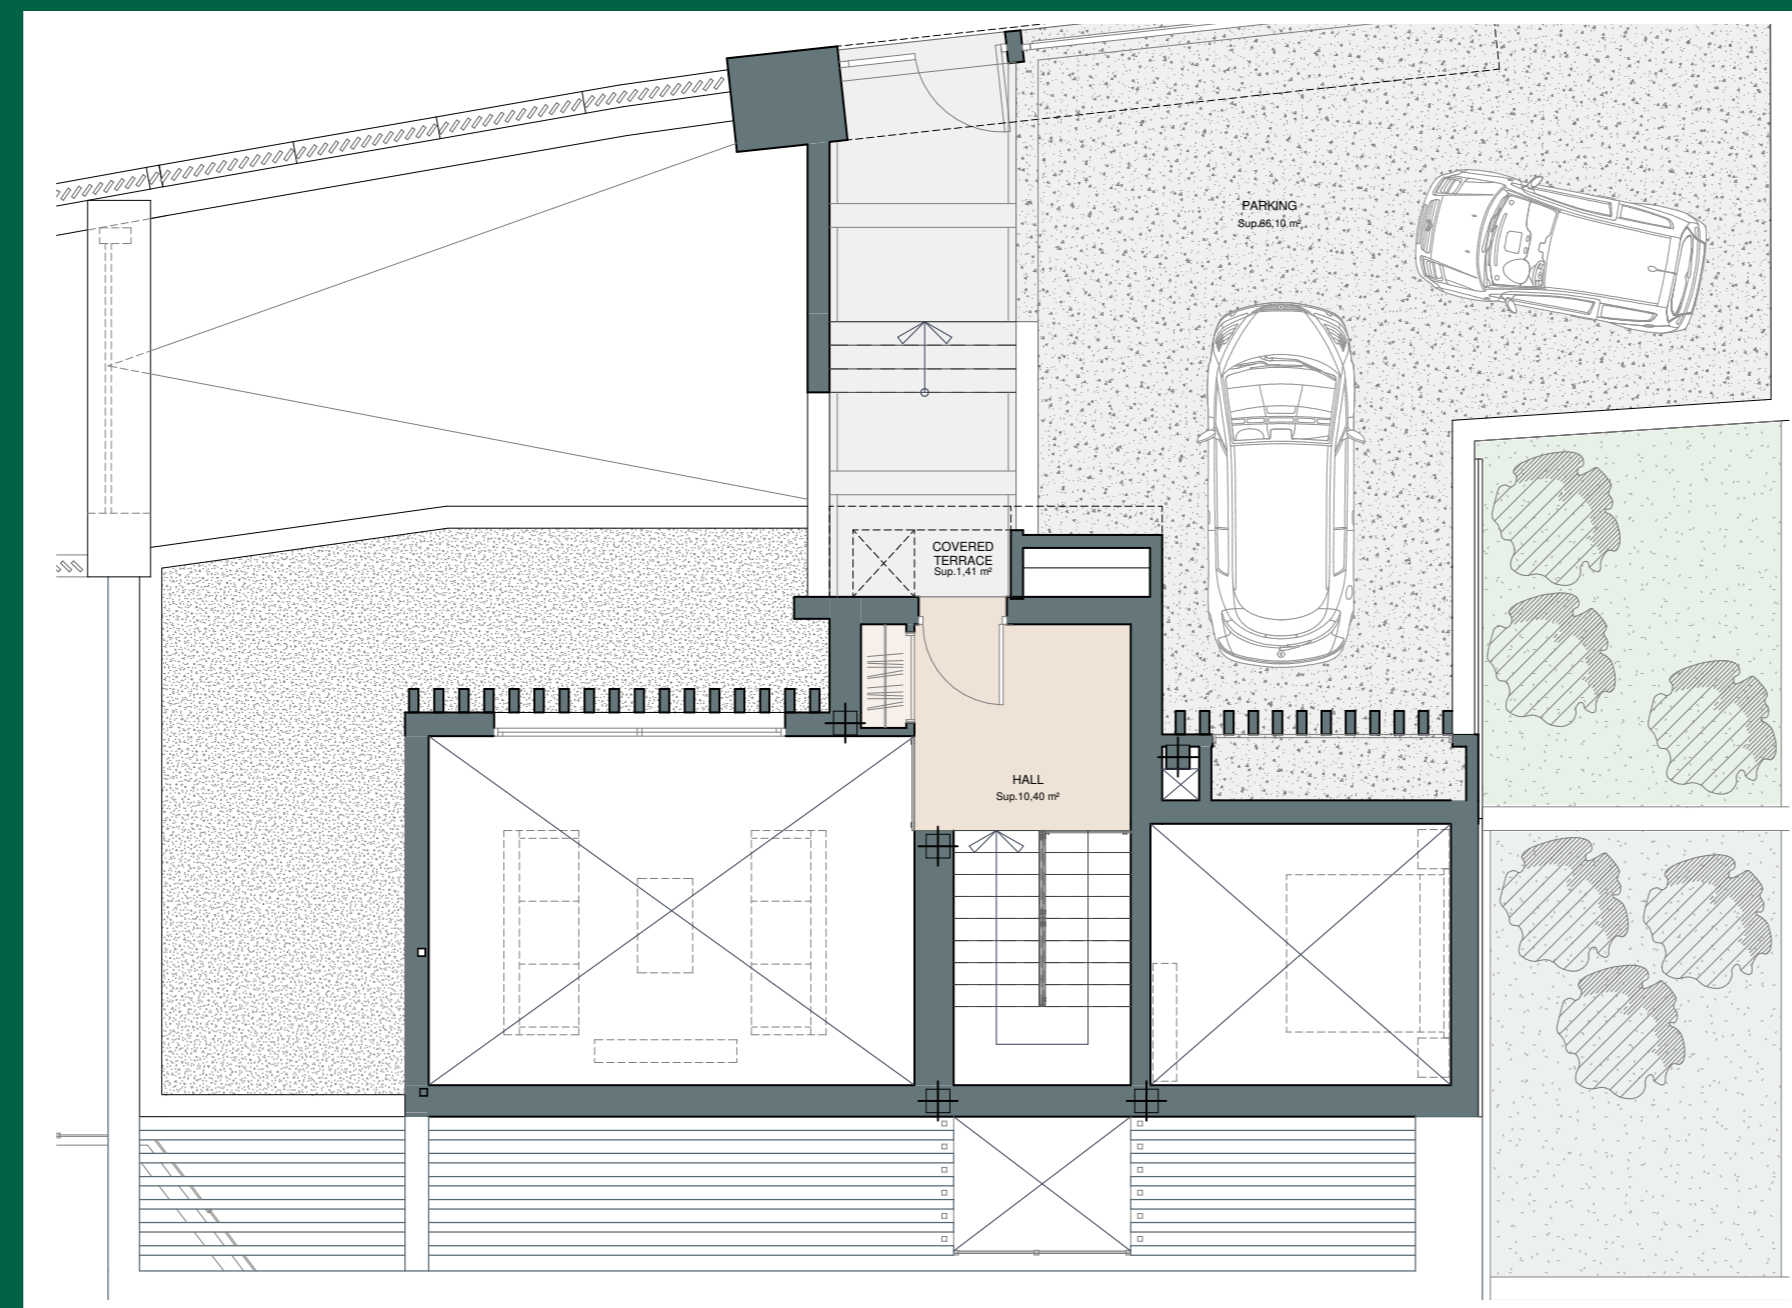 PARKING
Sup.66,10 m²
COVERED
TERRACE
Sup.1,41 m²
HALL
Sup.10,40 m²